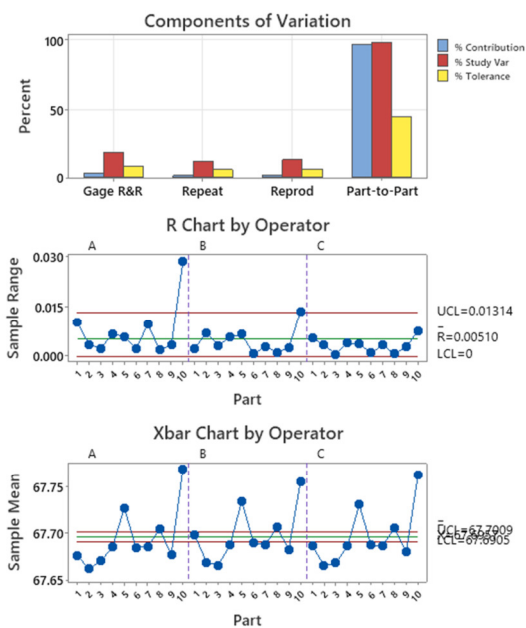 Components of Variation
100
50
0
Percent
Gage R&R Repeat Reprod Part-to-Part
% Contribution
% Study Var
% Tolerance
R Chart by Operator
A B C
0.030
0.015
0.000
Sample Range
UCL=0.01314
_
R=0.00510
LCL=0
1 2 3 4 5 6 7 8 9 10 1 2 3 4 5 6 7 8 9 10 1 2 3 4 5 6 7 8 9 10
Part
Xbar Chart by Operator
A B C
67.75
67.70
67.65
Sample Mean
LCL=67.6905
1 2 3 4 5 6 7 8 9 10 1 2 3 4 5 6 7 8 9 10 1 2 3 4 5 6 7 8 9 10
Part